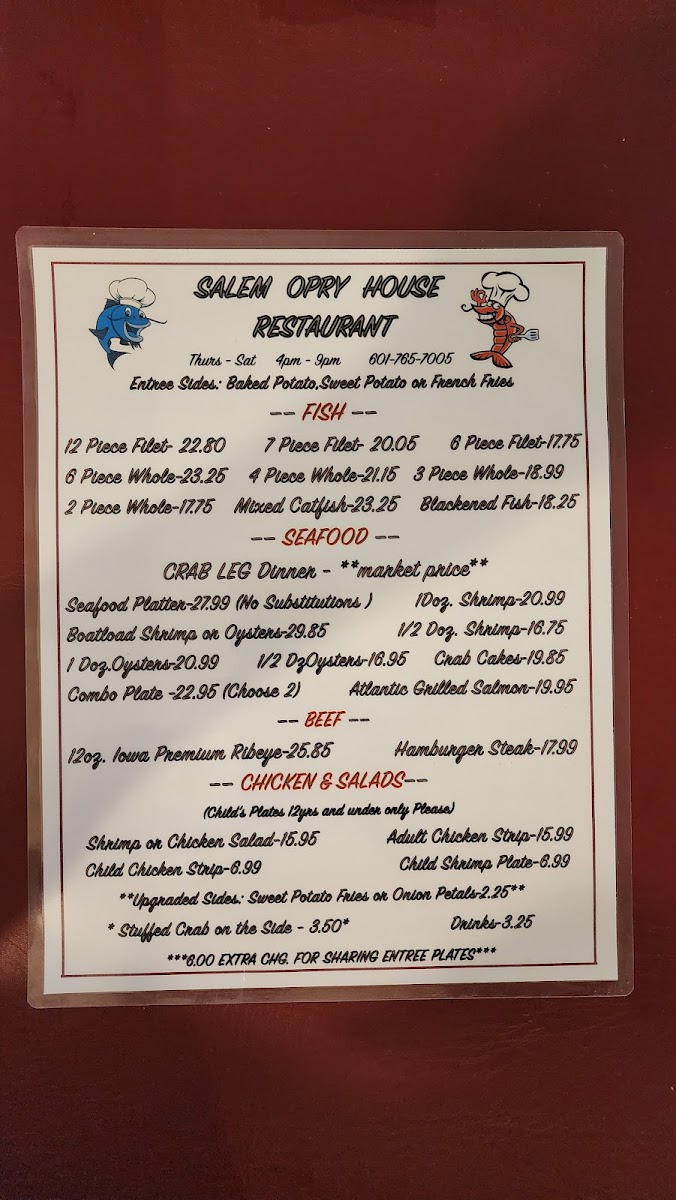 SALEM OPRY HOUSE
RESTAURANT
Thurs - Sat 4pm - 9pm 601-765-7005
Entree Sides: Baked Potato,Sweet Potato or French Fries
-- FISH --
12 Piece Filet- 22.80 7 Piece Filet- 20.05 6 Piece Filet-17.75
6 Piece Whole-23.25 4 Piece Whole-21.15 3 Piece Whole-18.99
2 Piece Whole-17.75 Mixed Catfish-23.25 Blackened Fish-18.25
-- SEAFOOD --
CRAB LEG Dinner - **market price**
Seafood Platter-27.99 (No Substitutions ) 1Doz. Shrimp-20.99
Boatload Shrimp or Oysters-29.85 1/2 Doz. Shrimp-16.75
1 Doz.Oysters-20.99 1/2 DzOysters-16.95 Crab Cakes-19.85
Combo Plate -22.95 (Choose 2) Atlantic Grilled Salmon-19.95
-- BEEF --
12oz. Iowa Premium Ribeye-25.85 Hamburger Steak-17.99
-- CHICKEN & SALADS--
(Child's Plates 12yrs and under only Please)
Shrimp or Chicken Salad-15.95 Adult Chicken Strip-15.99
Child Chicken Strip-6.99 Child Shrimp Plate-6.99
**Upgraded Sides: Sweet Potato Fries or Onion Petals-2.25**
* Stuffed Crab on the Side - 3.50* Drinks-3.25
***6.00 EXTRA CHG. FOR SHARING ENTREE PLATES***